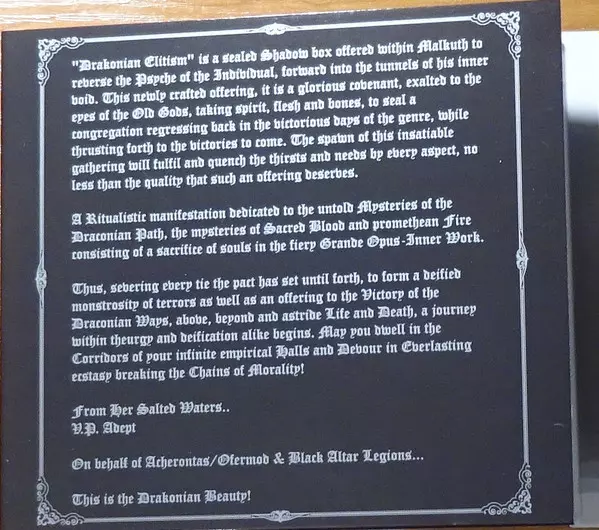 "Drakonian Elitism" is a sealed Shadow box offered within Malkuth to
reverse the Psyche of the Individual, forward into the tunnels of his inner
void. This newly crafted offering, it is a glorious covenant, exalted to the
eyes of the Old Gods, taking spirit, flesh and bones, to seal a
congregation regressing back in the victorious days of the genre, while
thrusting forth to the victories to come. The spawn of this insatiable
gathering will fulfil and quench the thirsts and needs by every aspect, no
less than the quality that such an offering deserves.
A Ritualistic manifestation dedicated to the untold Mysteries of the
Draconian Path, the mysteries of Sacred Blood and promethean Fire
consisting of a sacrifice of souls in the fiery Grande Opus-Inner Work.
Thus, severing every tie the pact has set until forth, to form a deified
monstrosity of terrors as well as an offering to the Victory of the
Draconian Ways, above, beyond and astride Life and Death, a journey
within theurgy and deification alike begins. May you dwell in the
Corridors of your infinite empirical Halls and Devour in Everlasting
ecstasy breaking the Chains of Morality!
From Her Salted Waters..
V.P. Adept
On behalf of Acherontas/Ofermod & Black Altar Legions...
This is the Drakonian Beauty!